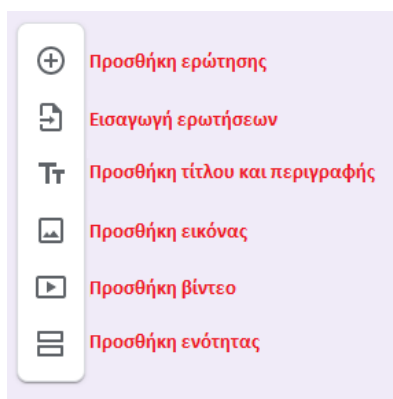 Προσθήκη ερώτησης
Εισαγωγή ερωτήσεων
Προσθήκη τίτλου και περιγραφής
Προσθήκη εικόνας
Προσθήκη βίντεο
Προσθήκη ενότητας